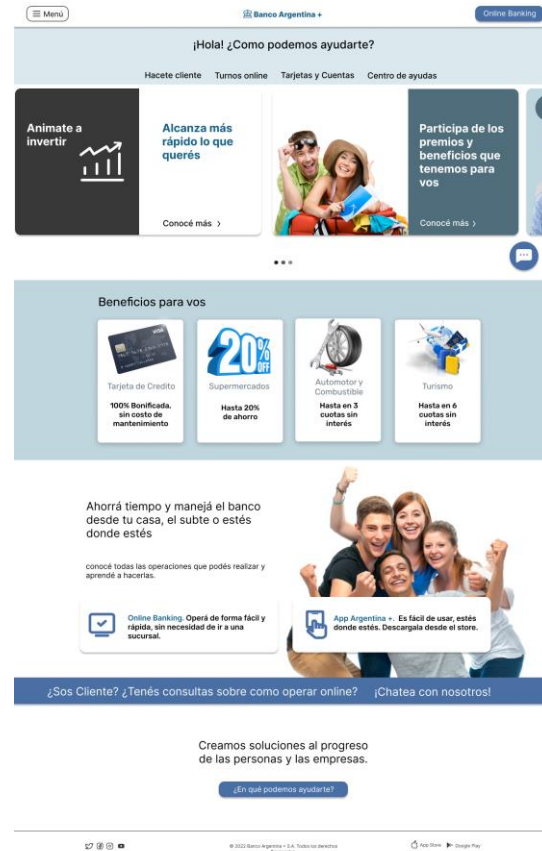 Menú
Banco Argentina +
Online Banking
¡Hola! ¿Como podemos ayudarte?
Hacete cliente Turnos online Tarjetas y Cuentas Centro de ayudas
Animate a
invertir
Alcanza más
rápido lo que
querés
Conocé más
Participa de los
premios y
beneficios que
tenemos para
vos
Conocé más
Beneficios para vos
VISA
Tarjeta de Credito
100% Bonificada,
sin costo de
mantenimiento
20%
OFF
Supermercados
Hasta 20%
de ahorro
Automotor y
Combustible
Hasta en 3
cuotas sin
interés
Turismo
Hasta en 6
cuotas sin
interés
Ahorrá tiempo y manejá el banco
desde tu casa, el subte o estés
donde estés
conocé todas las operaciones que podés realizar y
aprendé a hacerlas.
Online Banking. Operá de forma fácil y
rápida, sin necesidad de ir a una
sucursal.
App Argentina +. Es fácil de usar, estés
donde estés. Descargala desde el store.
¿Sos Cliente? ¿Tenés consultas sobre como operar online? ¡Chatea con nosotros!
Creamos soluciones al progreso
de las personas y las empresas.
¿En qué podemos ayudarte?
© 2022 Banco Argentina + S.A. Todos los derechos
App Store
Google Play